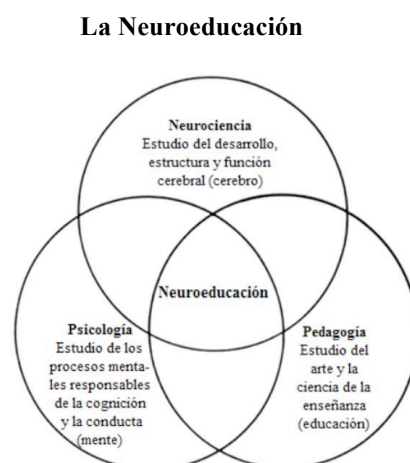 La Neuroeducación
Neurociencia
Estudio del desarrollo,
estructura y función
cerebral (cerebro)
Neuroeducación
Psicología
Estudio de los
procesos menta-
les responsables
de la cognición
y la conducta
(mente)
Pedagogía
Estudio del
arte y la
ciencia de la
enseñanza
(educación)